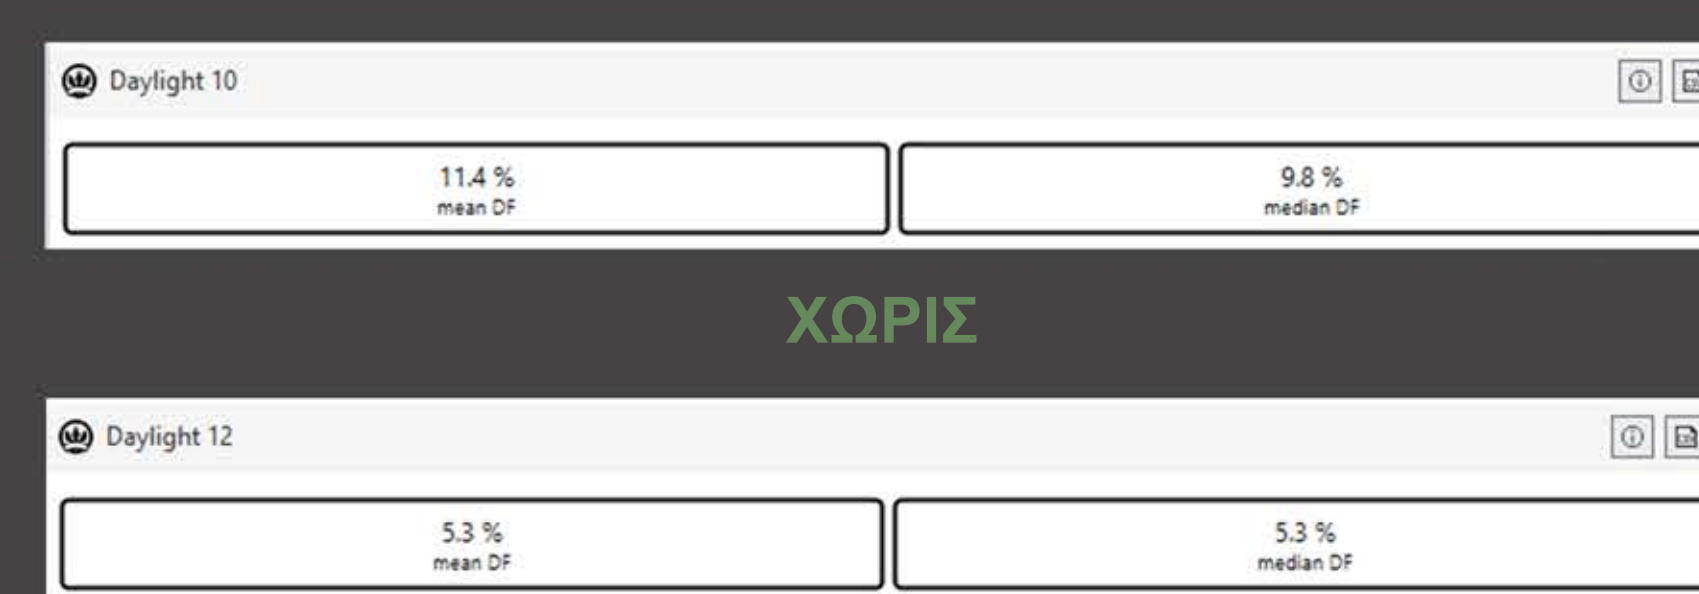 Daylight 10
11.4 % 9.8 %
mean DF median DF
ΧΩΡΙΣ
Daylight 12
5.3 % 5.3 %
mean DF median DF